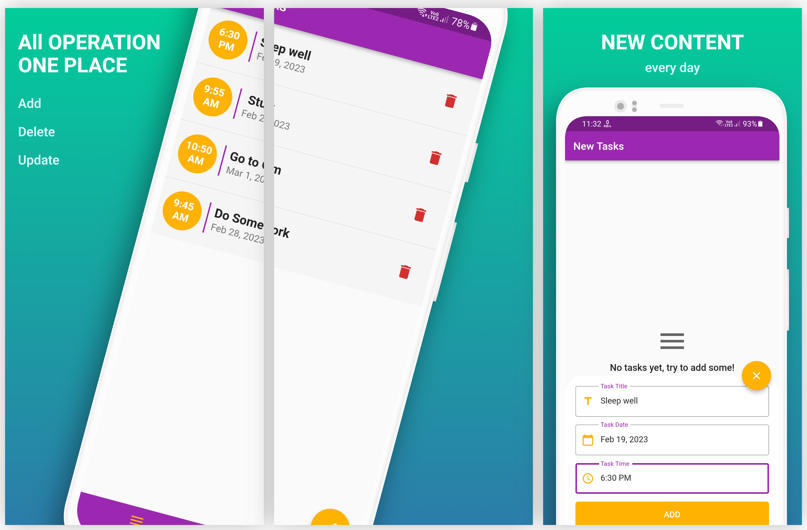 All OPERATION
ONE PLACE
Add
Delete
Update
78%
6:30
PM
Sleep well
9, 2023
9:55
AM
Feb 2
023
10:50
AM
Go to
Mar 1, 20
9:45
AM
Do Some
ork
Feb 28, 2023
NEW CONTENT
every day
11:32
93%
New Tasks
No tasks yet, try to add some!
Task Title
Sleep well
Task Date
Feb 19, 2023
Task Time
6:30 PM
ADD